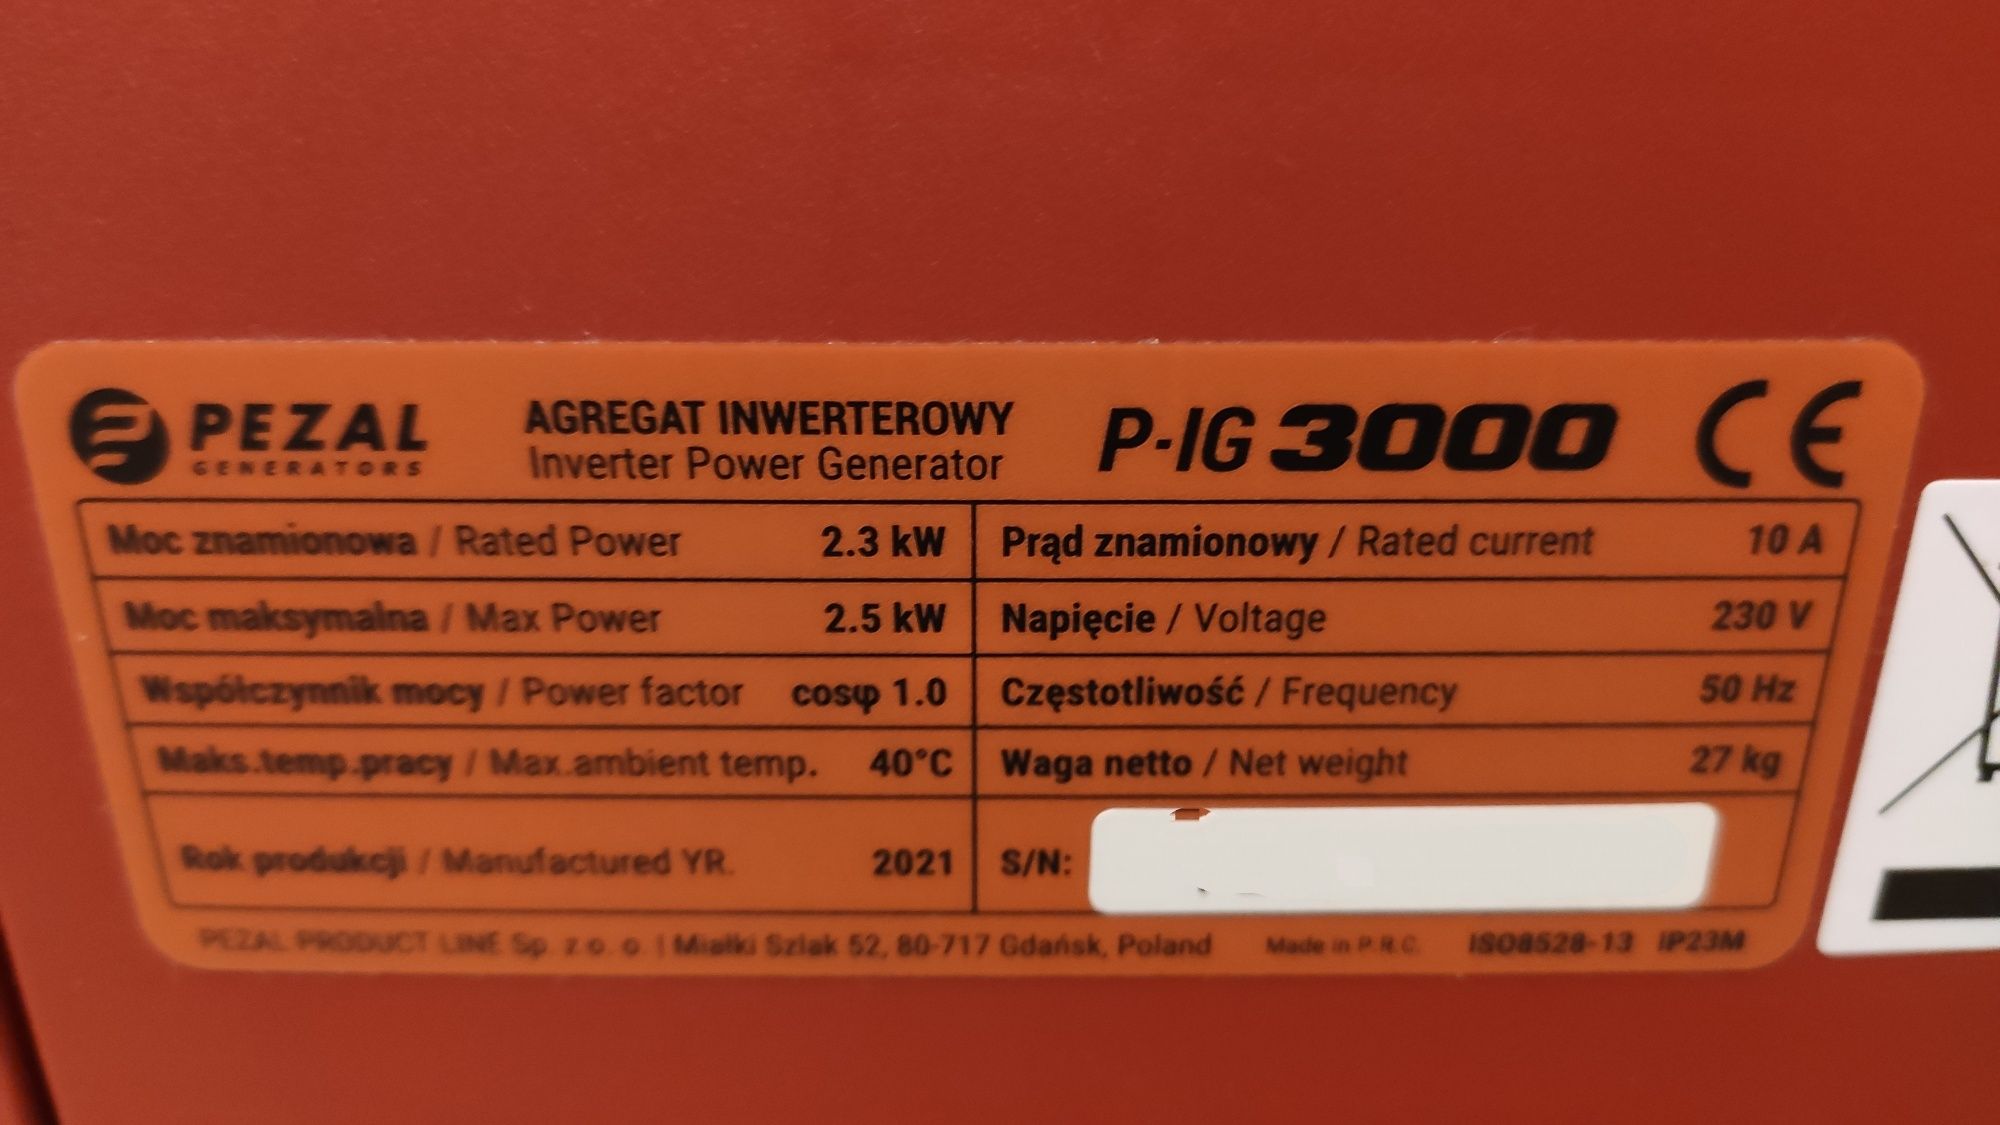 PEZAL
GENERATORS
AGREGAT INWERTEROWY
Inverter Power Generator
P-IG 3000
CE
Moc znamionowa / Rated Power 2.3 kW
Prąd znamionowy / Rated current 10 A
Moc maksymalna / Max Power 2.5 kW
Napięcie / Voltage 230 V
Współczynnik mocy / Power factor cosφ 1.0
Częstotliwość / Frequency 50 Hz
Maks.temp.pracy / Max.ambient temp. 40°C
Waga netto / Net weight 27 kg
Rok produkcji / Manufactured YR. 2021
S/N:
PEZAL PRODUCT LINE Sp. z o. o. | Miałki Szlak 52, 80-717 Gdańsk, Poland Made in P.R.C. ISO8528-13 IP23M